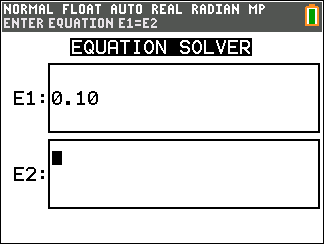 NORMAL FLOAT AUTO REAL RADIAN MP
ENTER EQUATION E1=E2
EQUATION SOLVER
E1:0.10
E2: